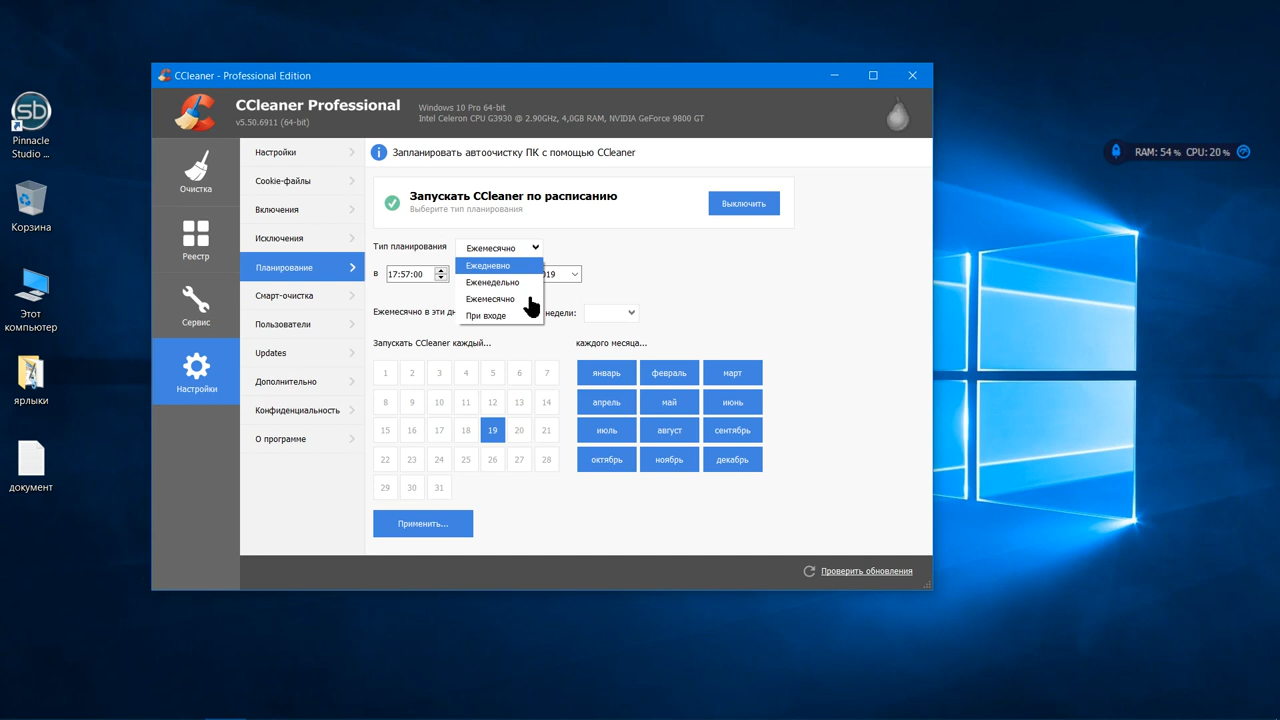 Pinnacle
Studio ...
Корзина
Этот
компьютер
ярлыки
документ
CCleaner - Professional Edition
CCleaner Professional
v5.50.6911 (64-bit)
Windows 10 Pro 64-bit
Intel Celeron CPU G3930 @ 2.90GHz, 4,0GB RAM, NVIDIA GeForce 9800 GT
Очистка
Реестр
Сервис
Настройки
Настройки
Cookie-файлы
Включения
Исключения
Планирование
Смарт-очистка
Пользователи
Updates
Дополнительно
Конфиденциальность
О программе
Запланировать автоочистку ПК с помощью CCleaner
Запускать CCleaner по расписанию
Выберите тип планирования
Выключить
Тип планирования Ежемесячно
Ежедневно
Еженедельно
Ежемесячно
При входе
в 17:57:00 019
Ежемесячно в эти недели:
Запускать CCleaner каждый...
1 2 3 4 5 6 7
8 9 10 11 12 13 14
15 16 17 18 19 20 21
22 23 24 25 26 27 28
29 30 31
каждого месяца...
январь февраль март
апрель май июнь
июль август сентябрь
октябрь ноябрь декабрь
Применить...
Проверить обновления
RAM: 54 % CPU: 20 %